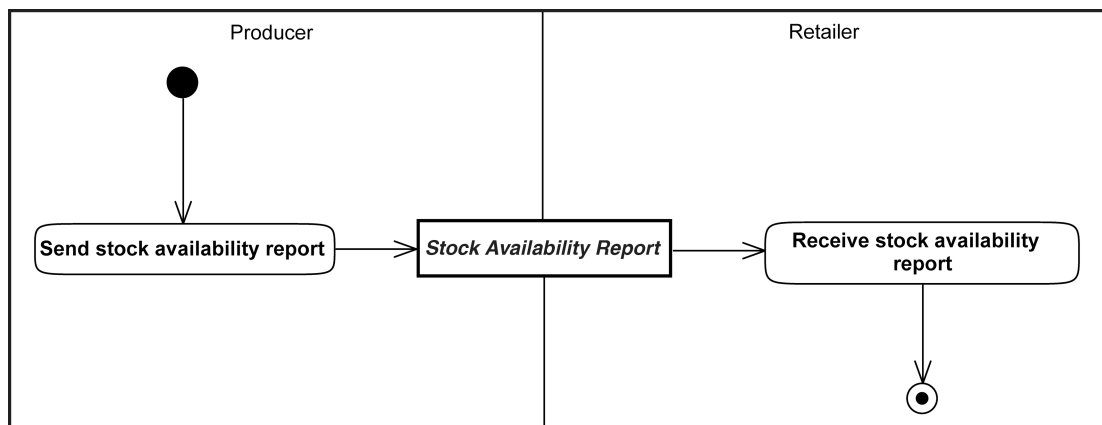 Producer
Retailer
Send stock availability report
Stock Availability Report
Receive stock availability
report